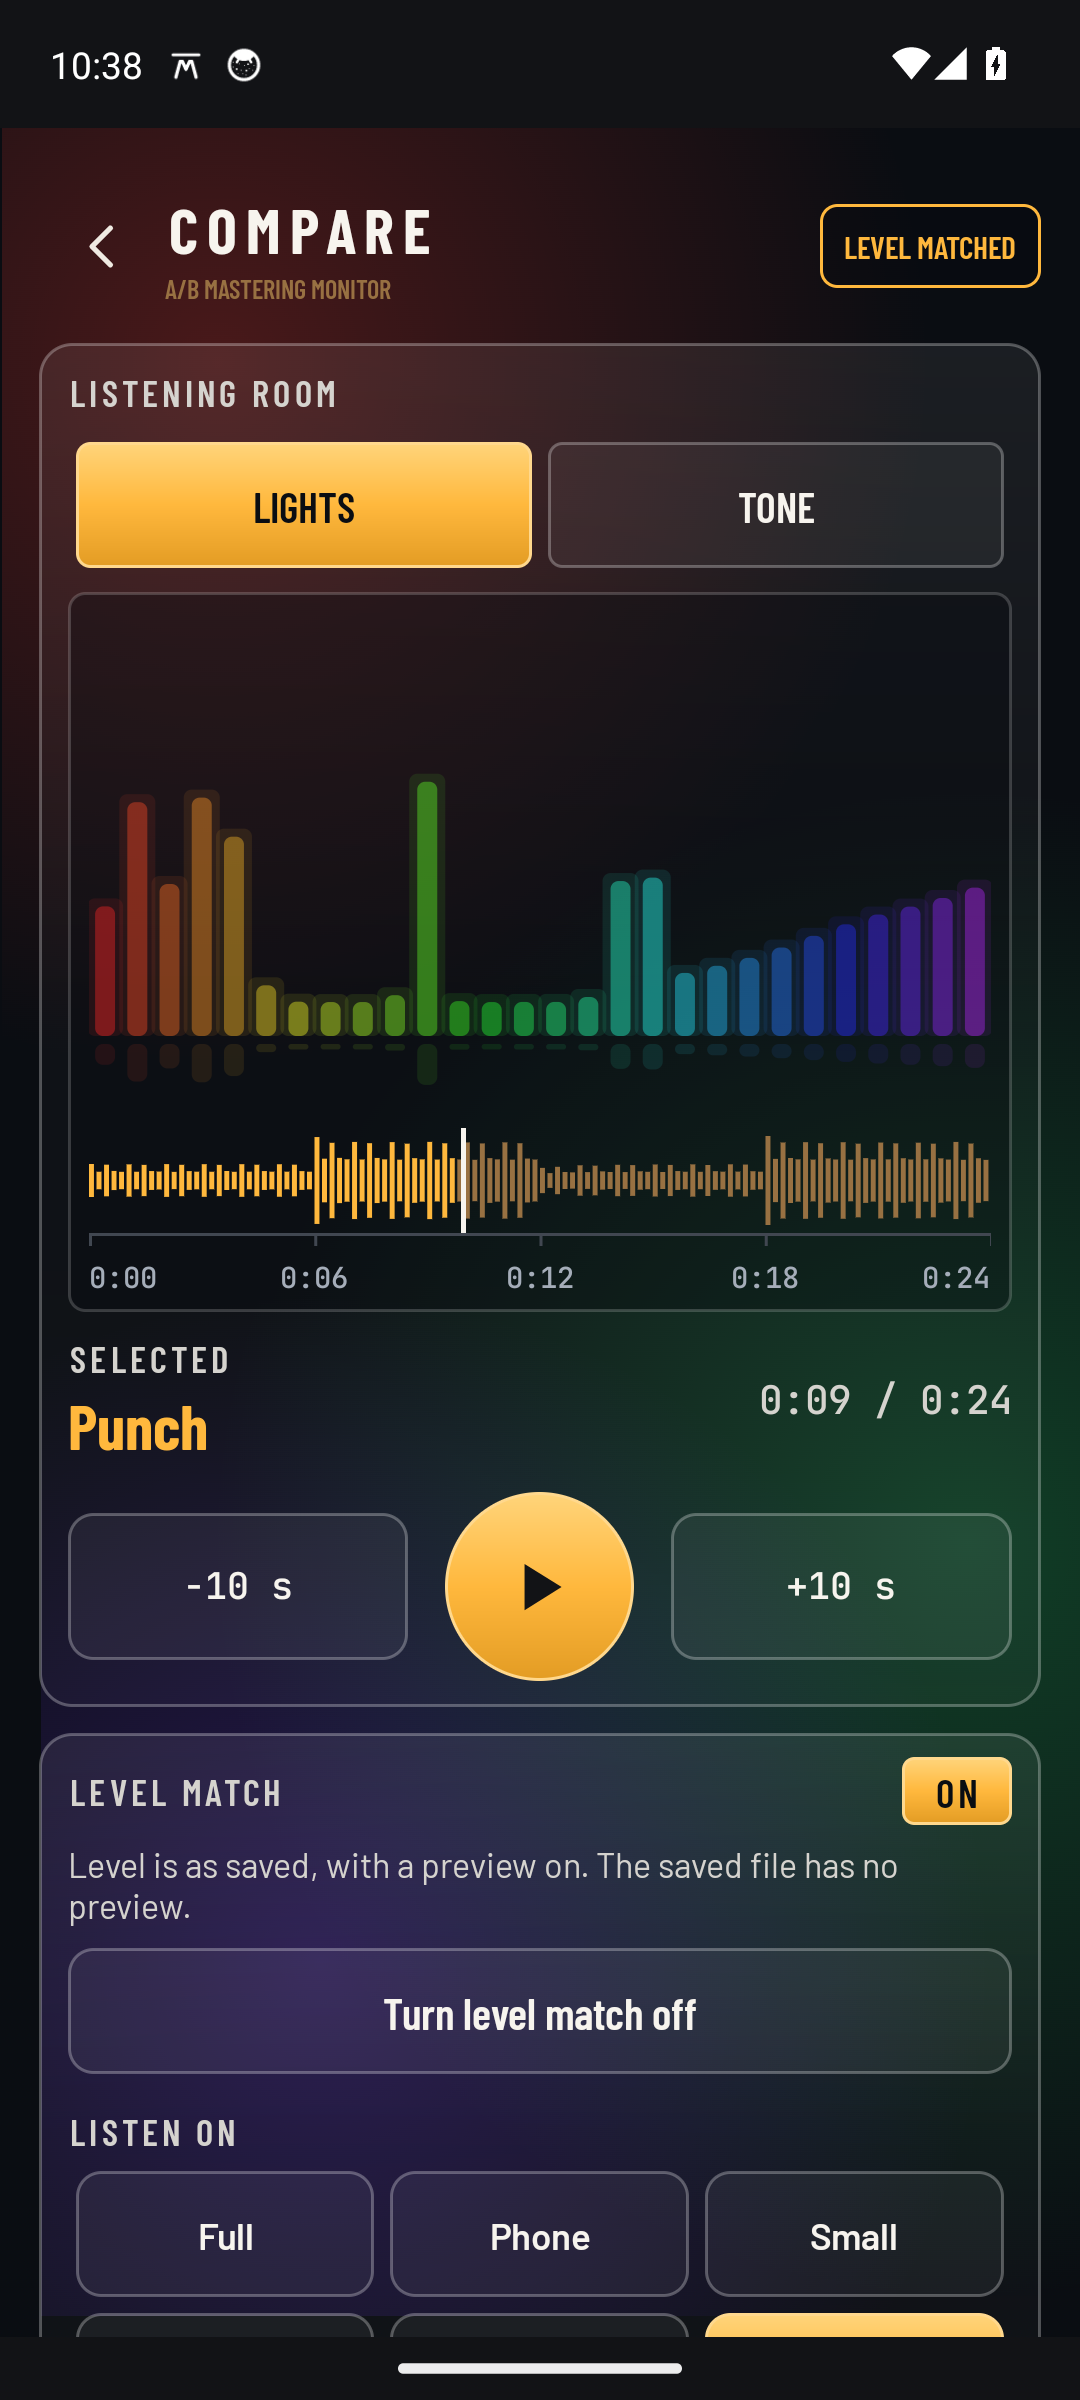 10:38
COMPARE
A/B MASTERING MONITOR
LEVEL MATCHED
LISTENING ROOM
LIGHTS
TONE
0:00 0:06 0:12 0:18 0:24
SELECTED
Punch
0:09 / 0:24
-10 s
+10 s
LEVEL MATCH
ON
Level is as saved, with a preview on. The saved file has no
preview.
Turn level match off
LISTEN ON
Full
Phone
Small